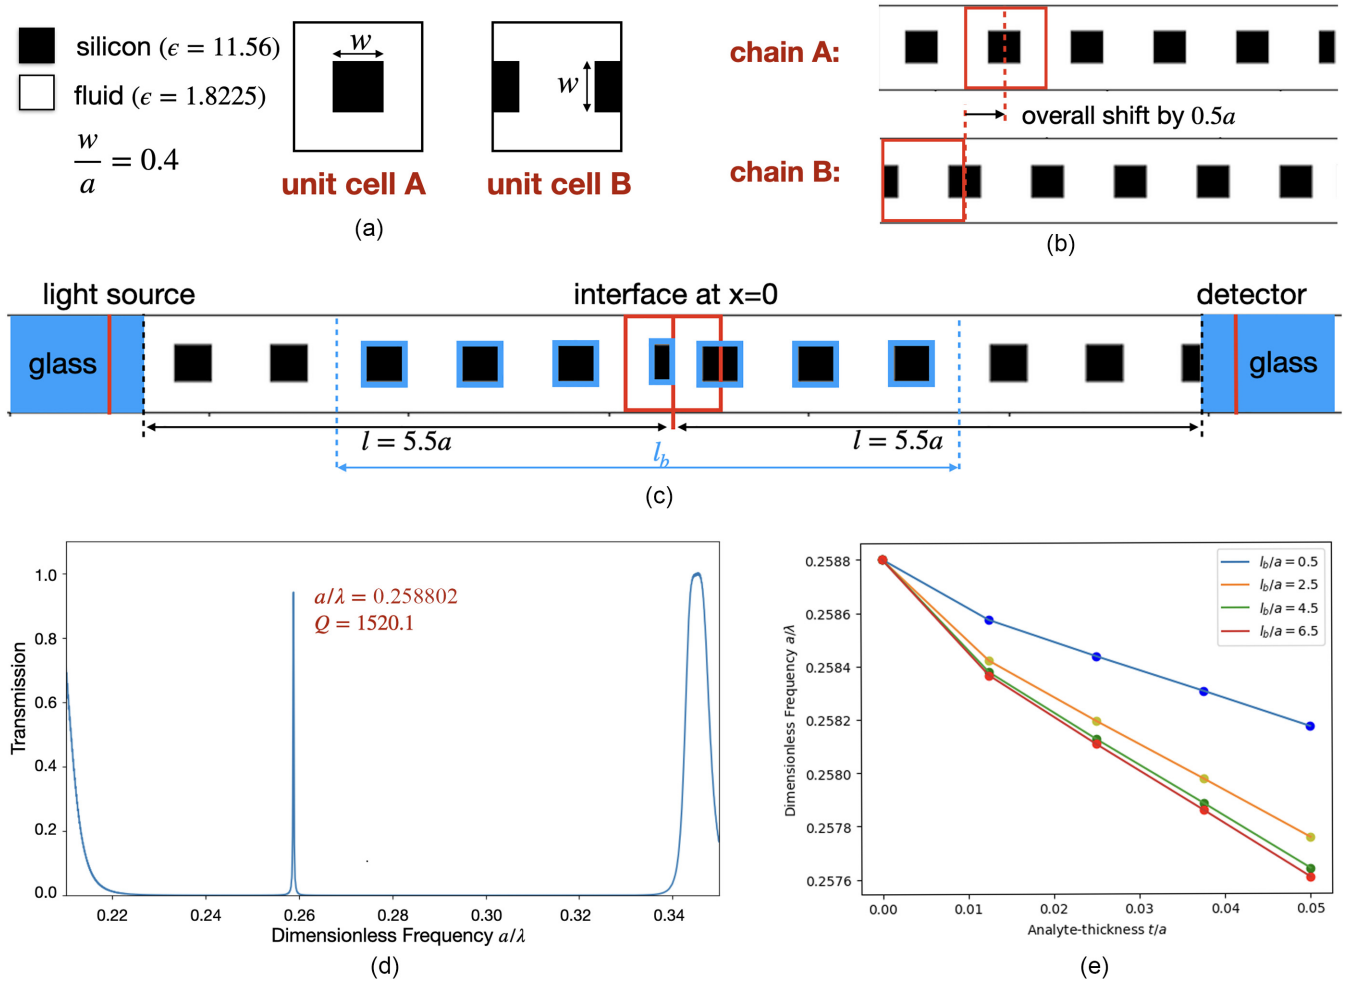 silicon (ϵ = 11.56)
fluid (ϵ = 1.8225)
w/a = 0.4
w
w
unit cell A
unit cell B
(a)
chain A:
overall shift by 0.5a
chain B:
(b)
light source
interface at x=0
detector
glass
glass
l = 5.5a
l = 5.5a
l_b
(c)
1.0
0.8
0.6
0.4
0.2
0.0
Transmission
a/λ = 0.258802
Q = 1520.1
0.22 0.24 0.26 0.28 0.30 0.32 0.34
Dimensionless Frequency a/λ
(d)
0.2588
0.2586
0.2584
0.2582
0.2580
0.2578
0.2576
Dimensionless Frequency a/λ
l_b/a = 0.5
l_b/a = 2.5
l_b/a = 4.5
l_b/a = 6.5
0.00 0.01 0.02 0.03 0.04 0.05
Analyte-thickness t/a
(e)